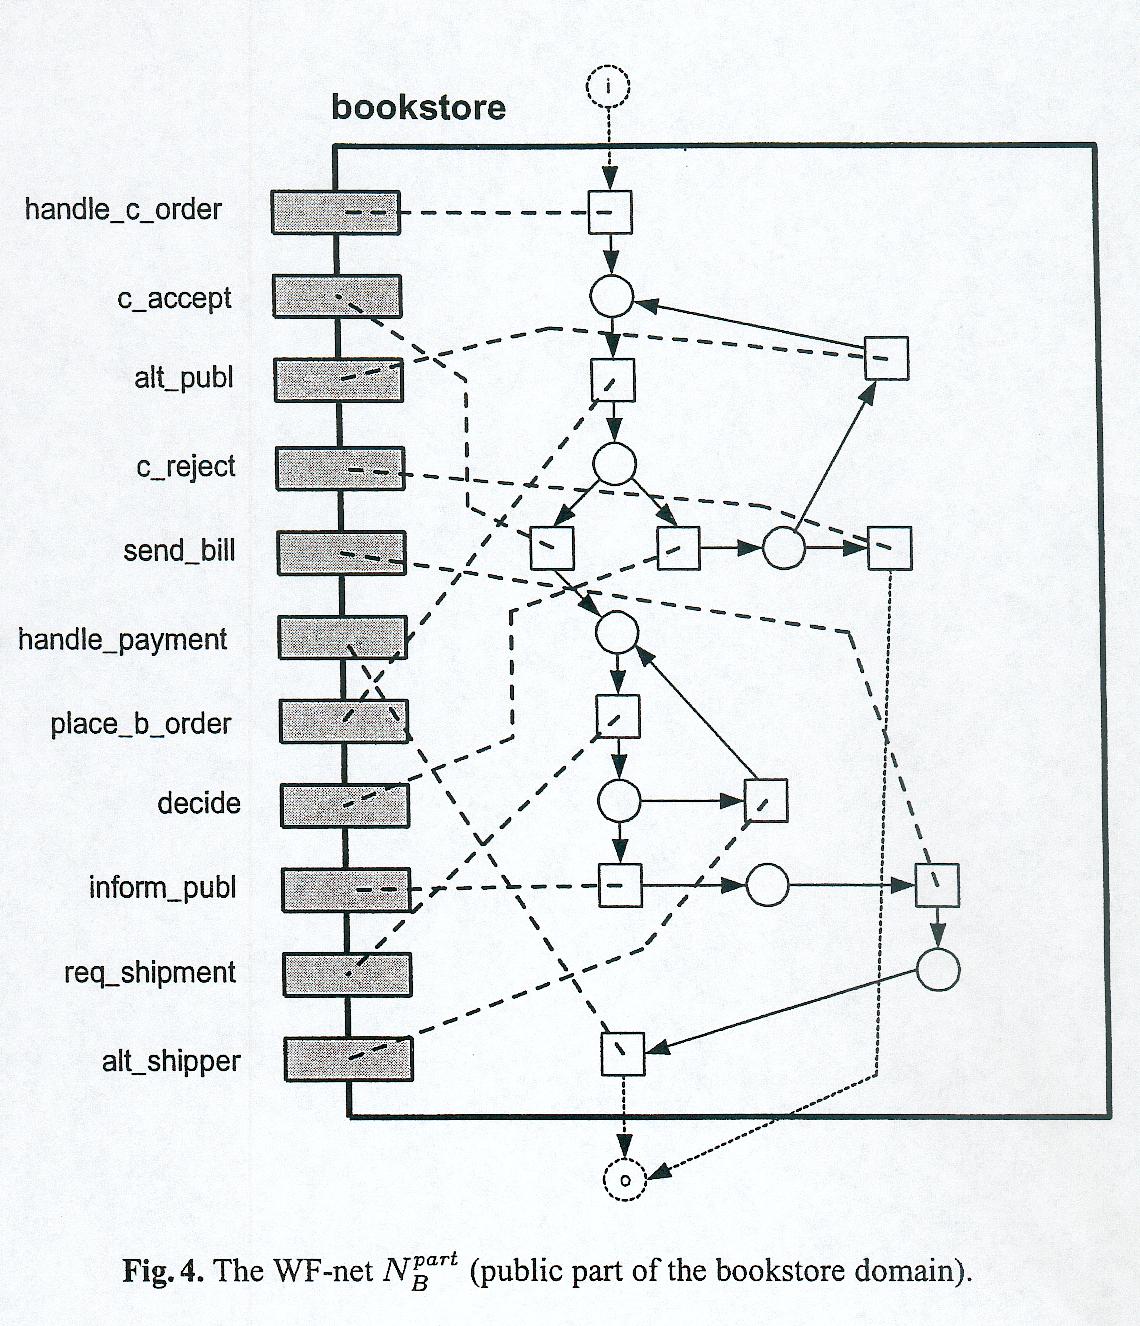 i
bookstore
handle_c_order
c_accept
alt_publ
c_reject
send_bill
handle_payment
place_b_order
decide
inform_publ
req_shipment
alt_shipper
o
Fig. 4. The WF-net N_B^part (public part of the bookstore domain).